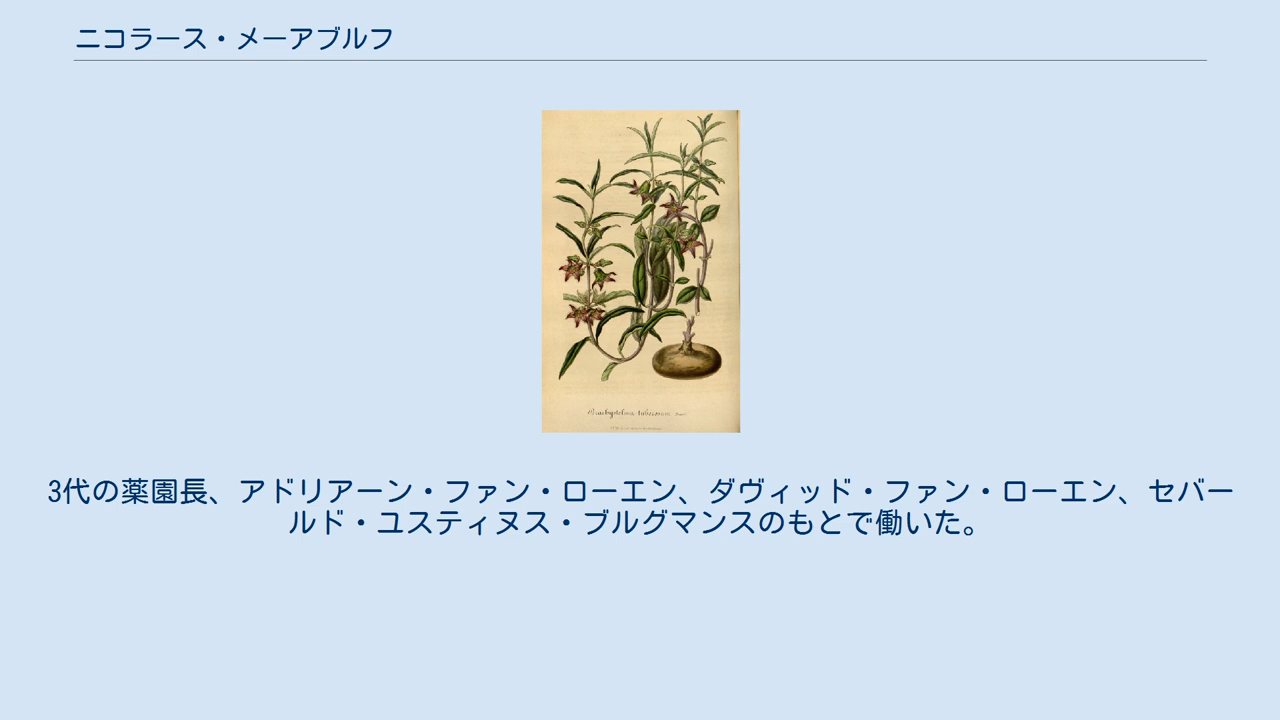 ニコラース・メーアブルフ
3代の薬園長、アドリアーン・ファン・ローエン、ダヴィッド・ファン・ローエン、セバー
ルド・ユスティヌス・ブルグマンスのもとで働いた。